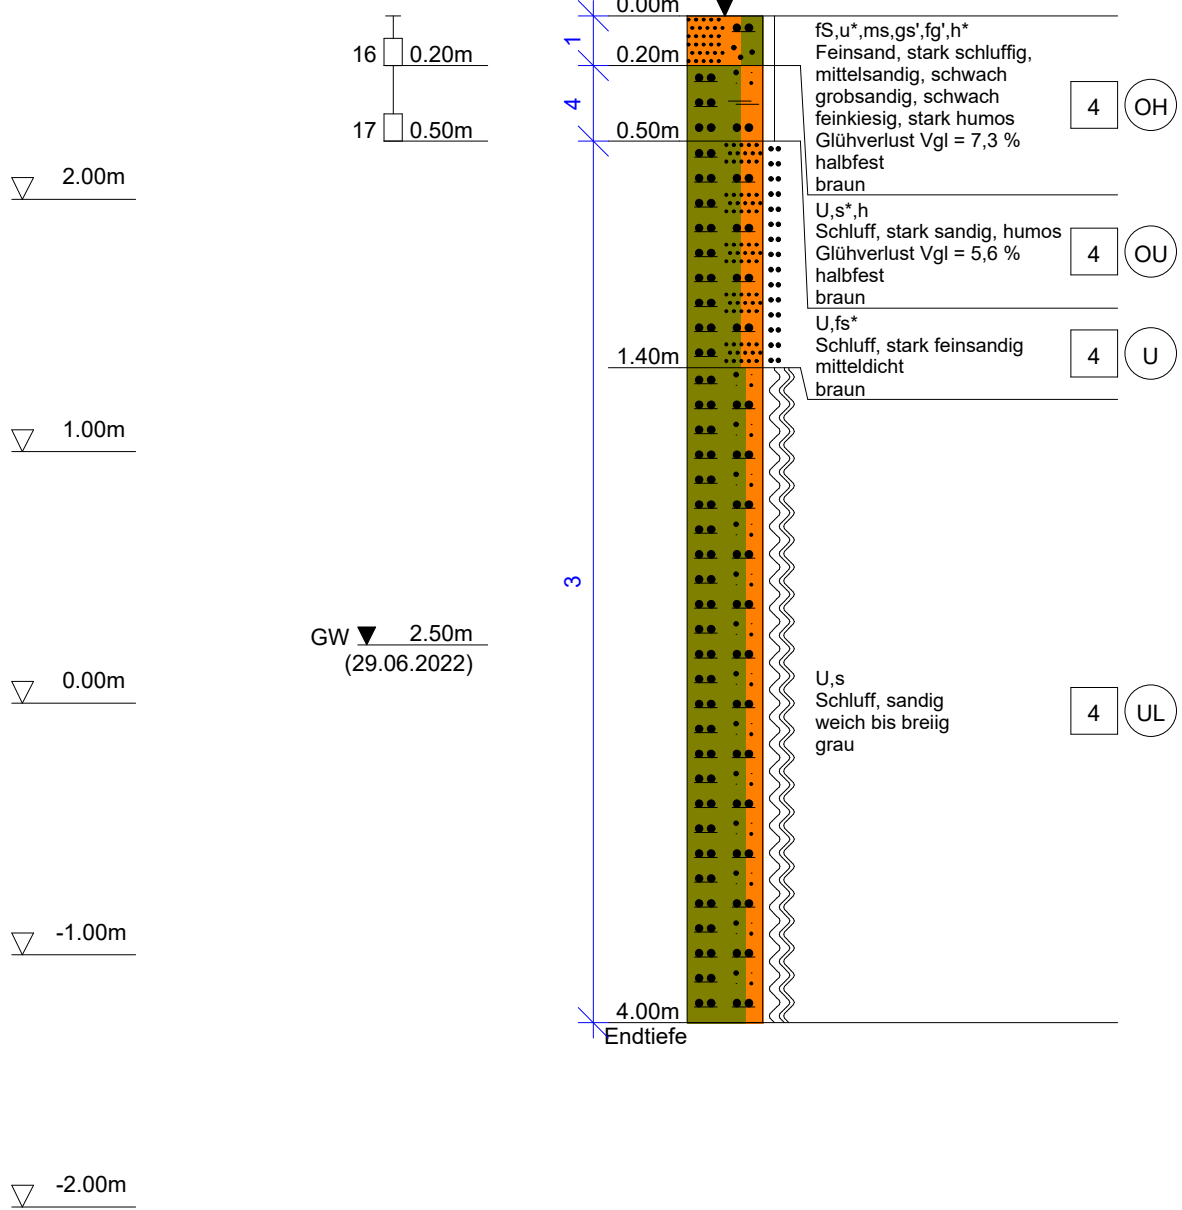 0.00m
1
16
0.20m
0.20m
4
17
0.50m
0.50m
fS,u*,ms,gs',fg',h*
Feinsand, stark schluffig,
mittelsandig, schwach
grobsandig, schwach
feinkiesig, stark humos
Glühverlust Vgl = 7,3 %
halbfest
braun
4
OH
2.00m
U,s*,h
Schluff, stark sandig, humos
Glühverlust Vgl = 5,6 %
halbfest
braun
4
OU
U,fs*
Schluff, stark feinsandig
mitteldicht
braun
4
U
1.40m
1.00m
3
GW
2.50m
(29.06.2022)
0.00m
U,s
Schluff, sandig
weich bis breiig
grau
4
UL
-1.00m
4.00m
Endtiefe
-2.00m